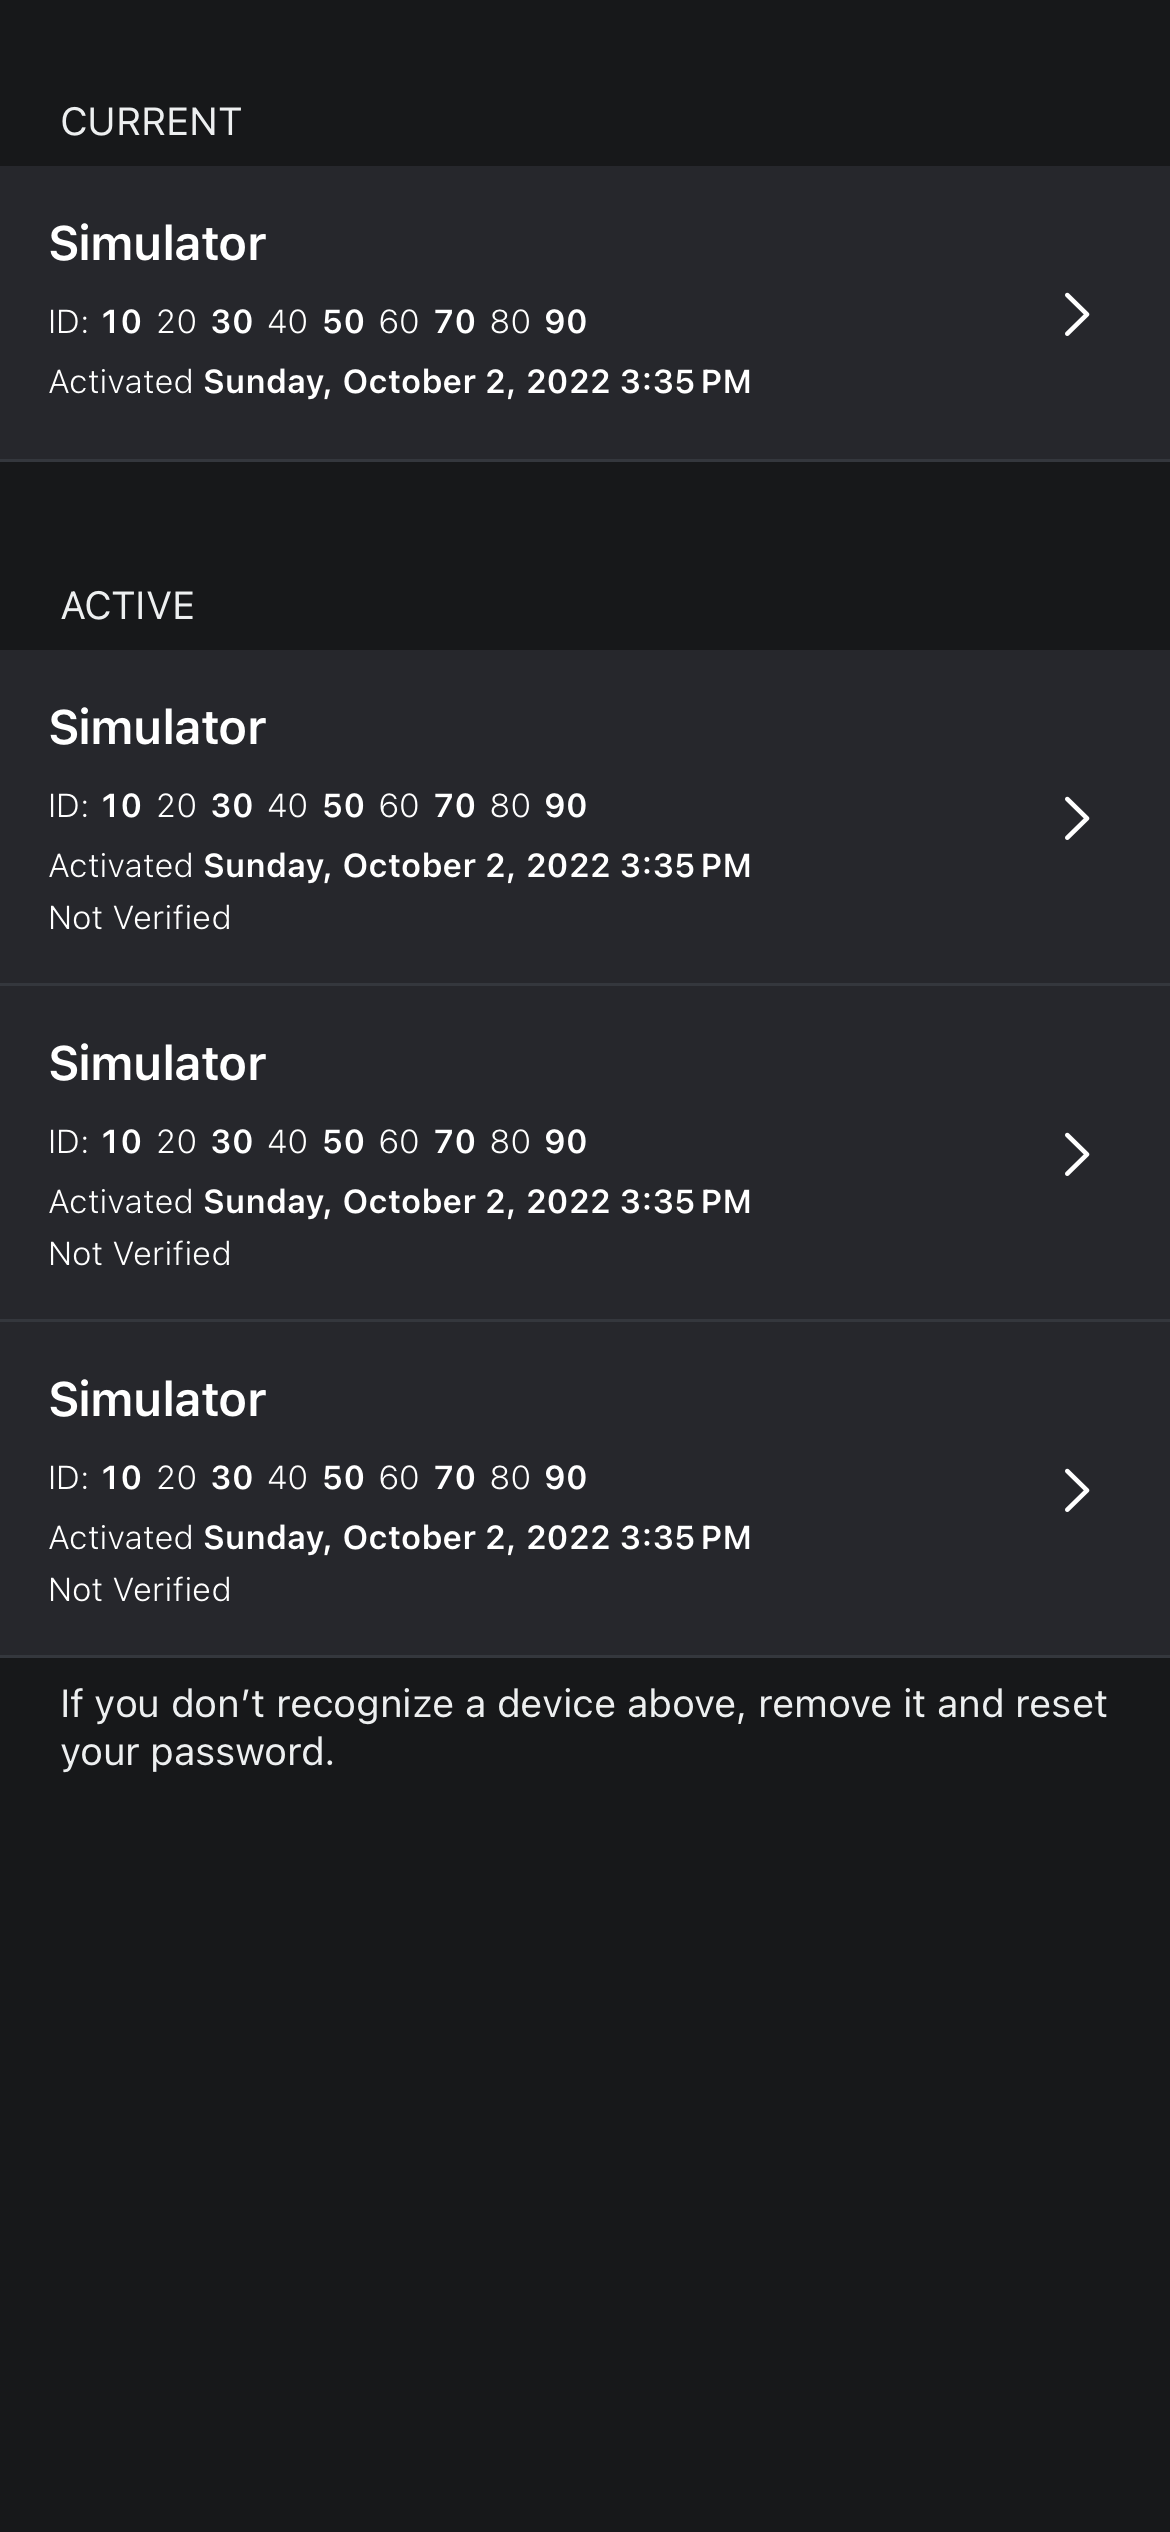 CURRENT
Simulator
ID: 10 20 30 40 50 60 70 80 90
Activated Sunday, October 2, 2022 3:35 PM
ACTIVE
Simulator
ID: 10 20 30 40 50 60 70 80 90
Activated Sunday, October 2, 2022 3:35 PM
Not Verified
Simulator
ID: 10 20 30 40 50 60 70 80 90
Activated Sunday, October 2, 2022 3:35 PM
Not Verified
Simulator
ID: 10 20 30 40 50 60 70 80 90
Activated Sunday, October 2, 2022 3:35 PM
Not Verified
If you don’t recognize a device above, remove it and reset
your password.